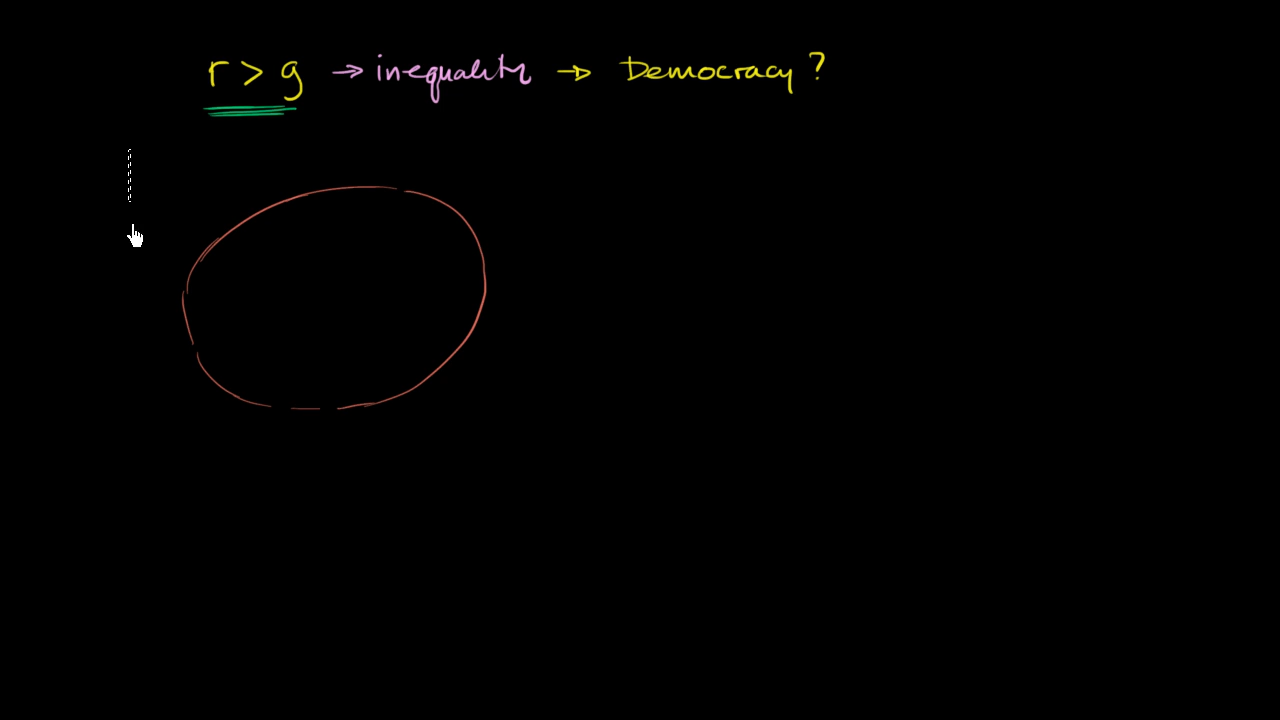 r > g → inequality → Democracy ?